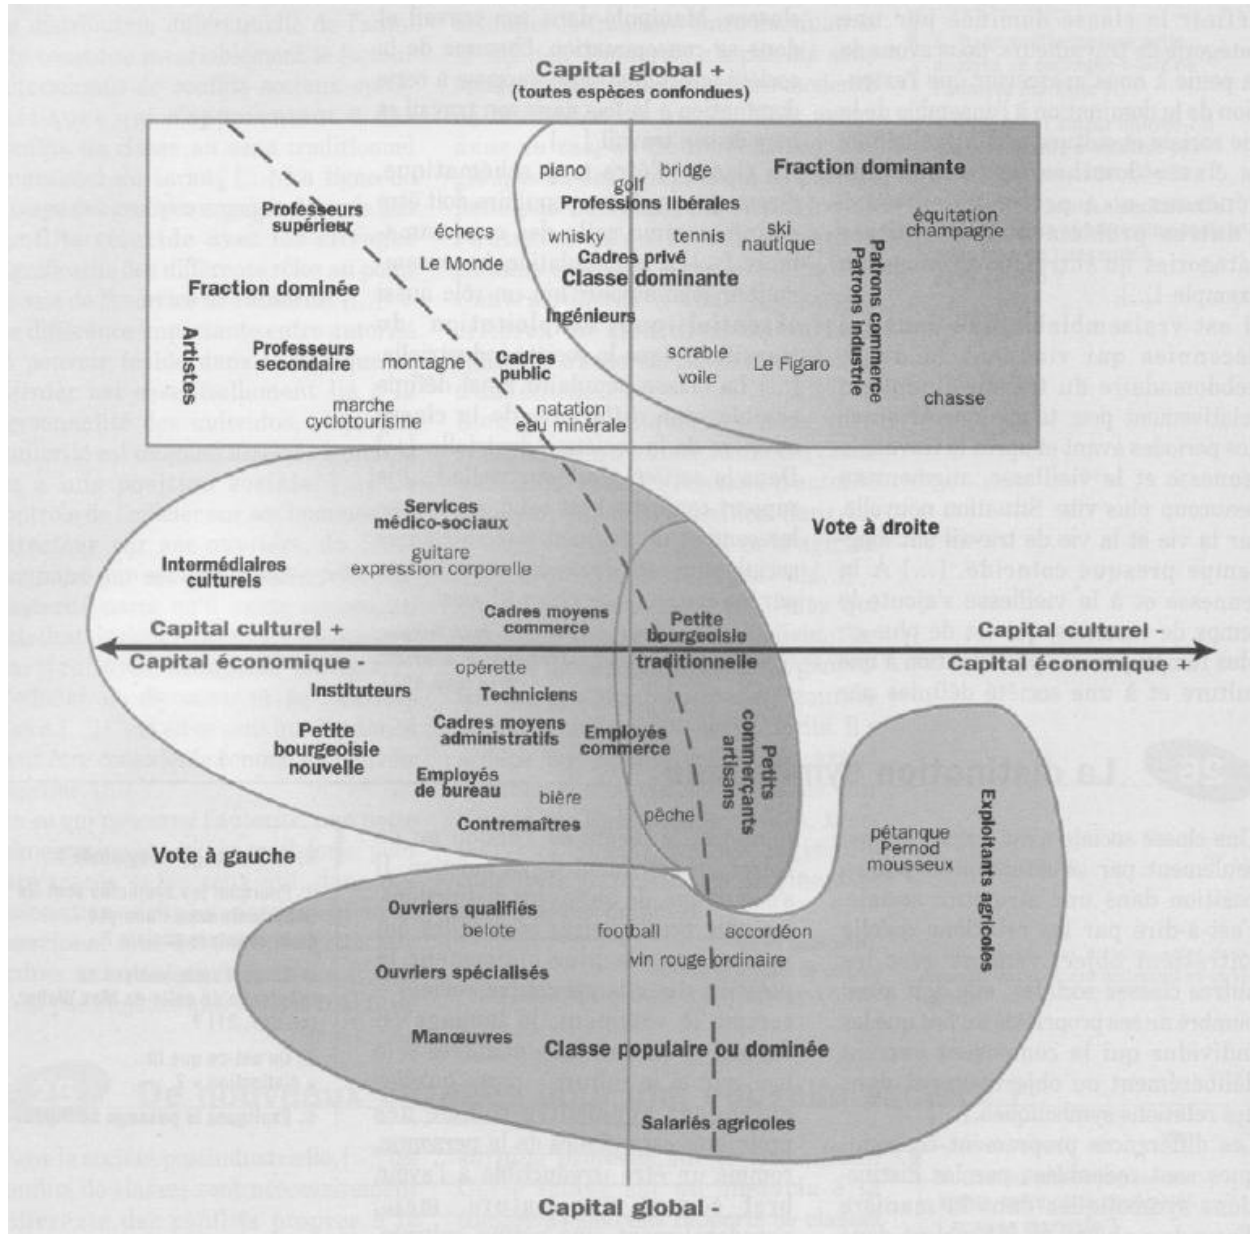 Capital global +
(toutes espèces confondues)
piano
bridge
golf
Fraction dominante
Professions libérales
Professeurs
supérieur
échecs
whisky
tennis
ski
nautique
équitation
champagne
Le Monde
Cadres privé
Classe dominante
Fraction dominée
Ingénieurs
Patrons commerce
Patrons industrie
Artistes
Professeurs
secondaire
montagne
Cadres
public
scrable
voile
Le Figaro
chasse
marche
cyclotourisme
natation
eau minérale
Services
médico-sociaux
Vote à droite
guitare
expression corporelle
Intermédiaires
culturels
Cadres moyens
commerce
Petite
bourgeoisie
traditionnelle
Capital culturel +
Capital culturel -
Capital économique -
Capital économique +
opérette
Instituteurs
Techniciens
Petite
bourgeoisie
nouvelle
Cadres moyens
administratifs
Employés
commerce
Petits
commerçants
artisans
Employés
de bureau
bière
pêche
Contremaîtres
Vote à gauche
pétanque
Pernod
mousseux
Exploitants agricoles
Ouvriers qualifiés
belote
football
accordéon
Ouvriers spécialisés
vin rouge ordinaire
Manœuvres
Classe populaire ou dominée
Salariés agricoles
Capital global -